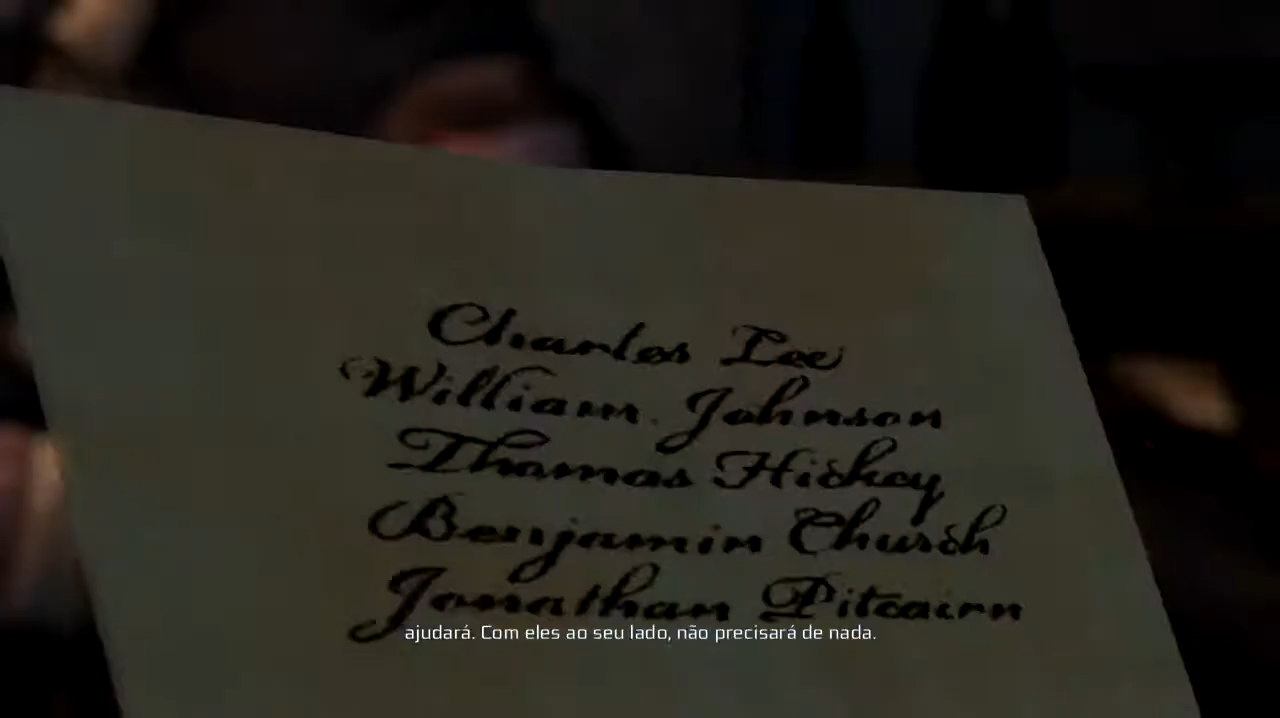 Charles Lee
William Johnson
Thomas Hickey
Benjamin Church
Jonathan Pitcairn
ajudará. Com eles ao seu lado, não precisará de nada.